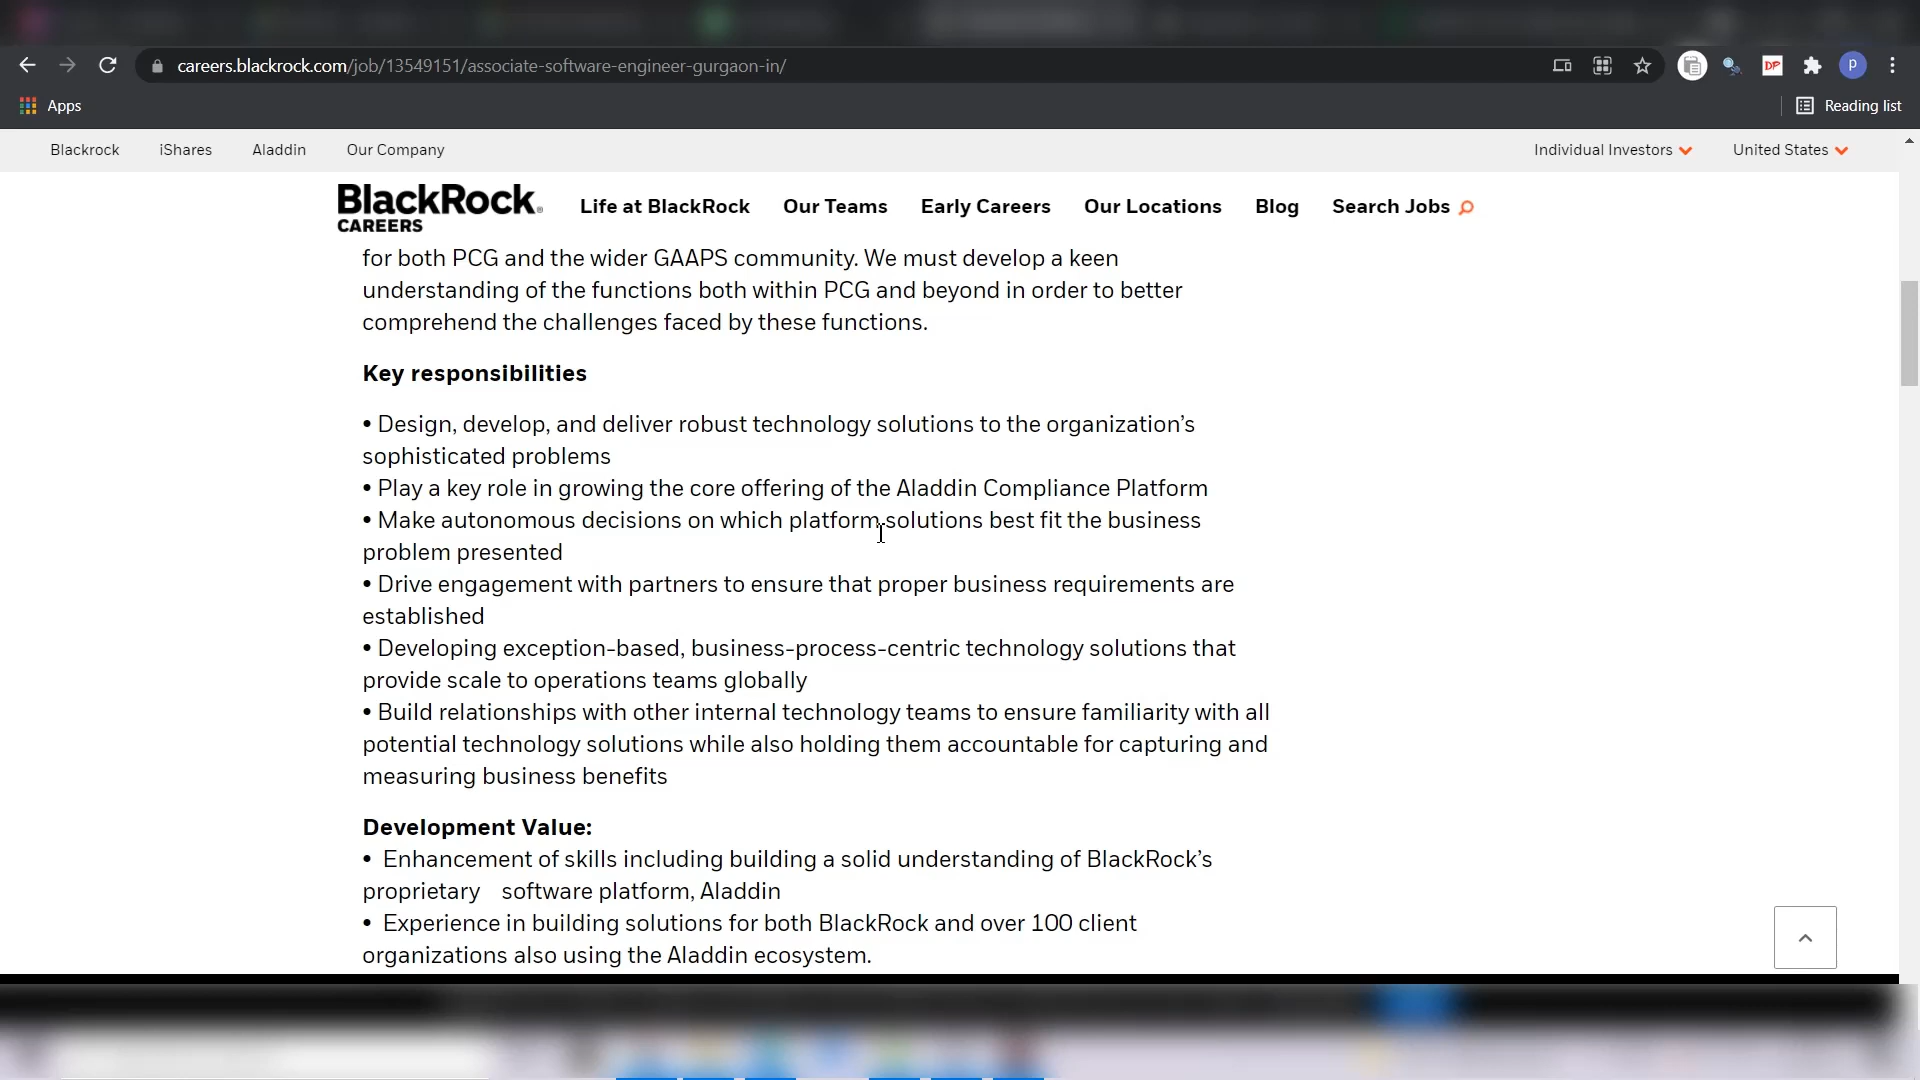 careers.blackrock.com/job/13549151/associate-software-engineer-gurgaon-in/
DP
P
Apps
Reading list
Blackrock iShares Aladdin Our Company Individual Investors United States
BlackRock®
CAREERS
Life at BlackRock Our Teams Early Careers Our Locations Blog Search Jobs
for both PCG and the wider GAAPS community. We must develop a keen
understanding of the functions both within PCG and beyond in order to better
comprehend the challenges faced by these functions.
Key responsibilities
• Design, develop, and deliver robust technology solutions to the organization’s
sophisticated problems
• Play a key role in growing the core offering of the Aladdin Compliance Platform
• Make autonomous decisions on which platform solutions best fit the business
problem presented
• Drive engagement with partners to ensure that proper business requirements are
established
• Developing exception-based, business-process-centric technology solutions that
provide scale to operations teams globally
• Build relationships with other internal technology teams to ensure familiarity with all
potential technology solutions while also holding them accountable for capturing and
measuring business benefits
Development Value:
• Enhancement of skills including building a solid understanding of BlackRock’s
proprietary software platform, Aladdin
• Experience in building solutions for both BlackRock and over 100 client
organizations also using the Aladdin ecosystem.